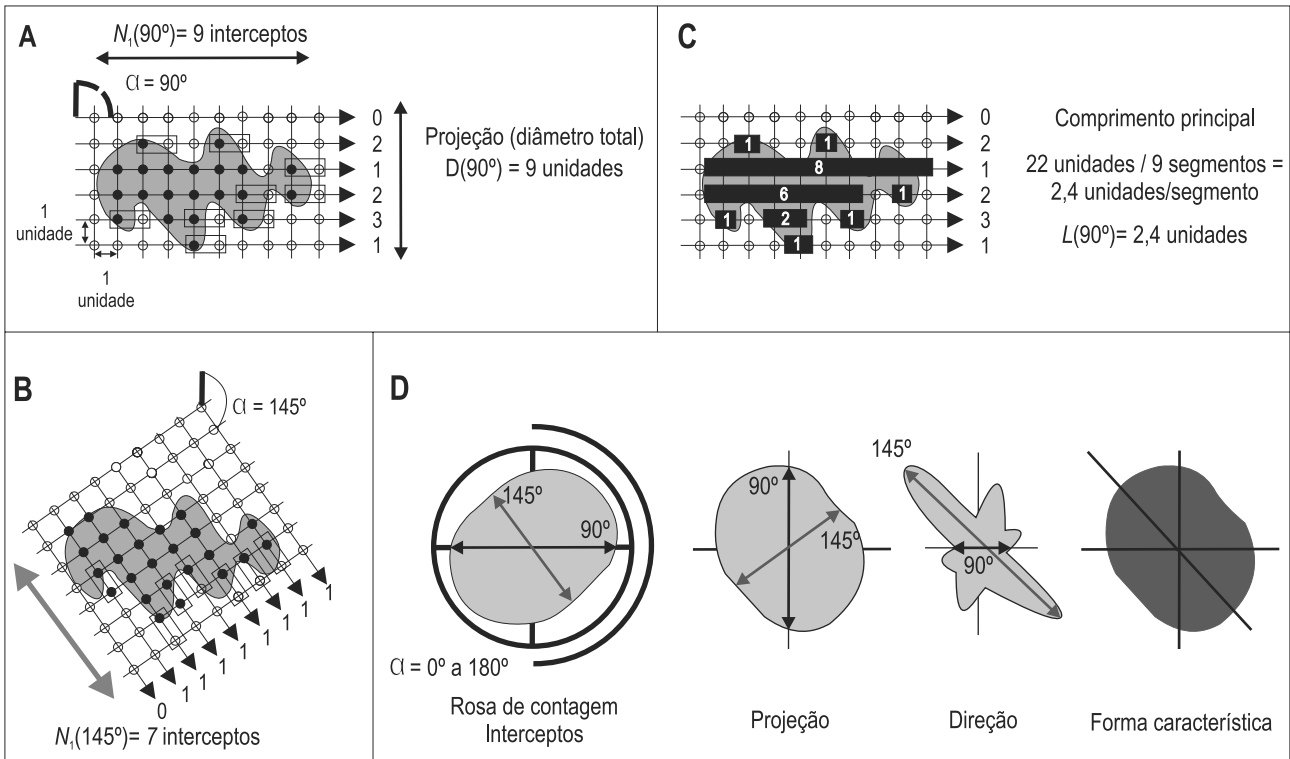 A
N₁(90º)= 9 interceptos
α = 90º
0
2
1
2
3
1
1
unidade
1
unidade
Projeção (diâmetro total)
D(90º) = 9 unidades
C
1
1
8
6
1
1
2
1
1
0
2
1
2
3
1
Comprimento principal
22 unidades / 9 segmentos =
2,4 unidades/segmento
L(90º)= 2,4 unidades
B
α = 145º
1
1
1
1
1
1
1
0
N₁(145º)= 7 interceptos
D
145º
90º
α = 0º a 180º
Rosa de contagem
Interceptos
90º
145º
Projeção
145º
90º
Direção
Forma característica